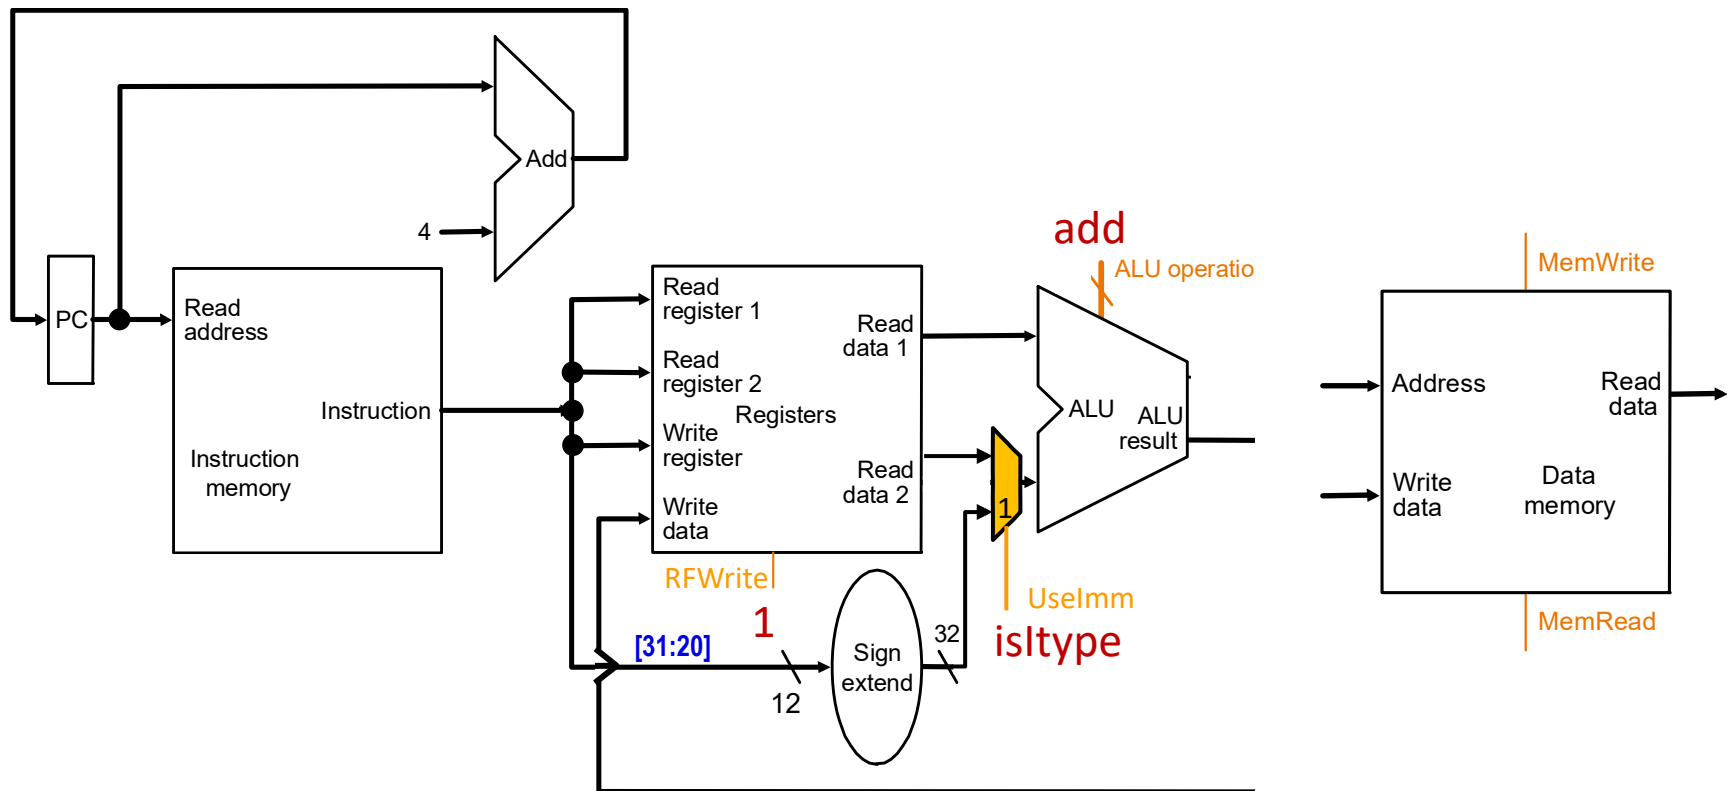 Add
4
add
ALU operatio
MemWrite
PC
Read
address
Instruction
Instruction
memory
Read
register 1
Read
register 2
Registers
Write
register
Write
data
Read
data 1
Read
data 2
RFWrite
1
[31:20]
12
Sign
extend
32
1
UseImm
isItype
ALU
ALU
result
Address
Write
data
Read
data
Data
memory
MemRead